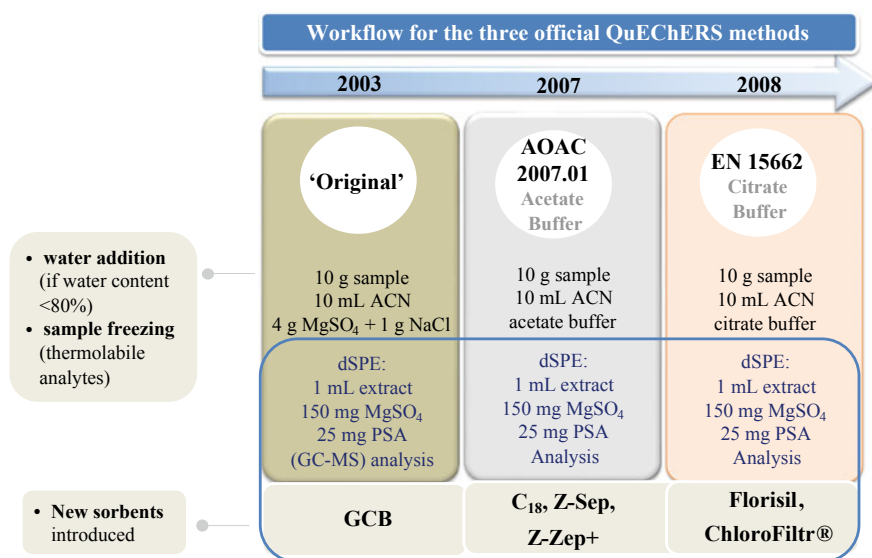 Workflow for the three official QuEChERS methods
2003
2007
2008
‘Original’
10 g sample
10 mL ACN
4 g MgSO₄ + 1 g NaCl
dSPE:
1 mL extract
150 mg MgSO₄
25 mg PSA
(GC-MS) analysis
GCB
AOAC
2007.01
Acetate
Buffer
10 g sample
10 mL ACN
acetate buffer
dSPE:
1 mL extract
150 mg MgSO₄
25 mg PSA
Analysis
C₁₈, Z-Sep,
Z-Zep+
EN 15662
Citrate
Buffer
10 g sample
10 mL ACN
citrate buffer
dSPE:
1 mL extract
150 mg MgSO₄
25 mg PSA
Analysis
Florisil,
ChloroFiltr®
• water addition
(if water content
<80%)
• sample freezing
(thermolabile
analytes)
• New sorbents
introduced